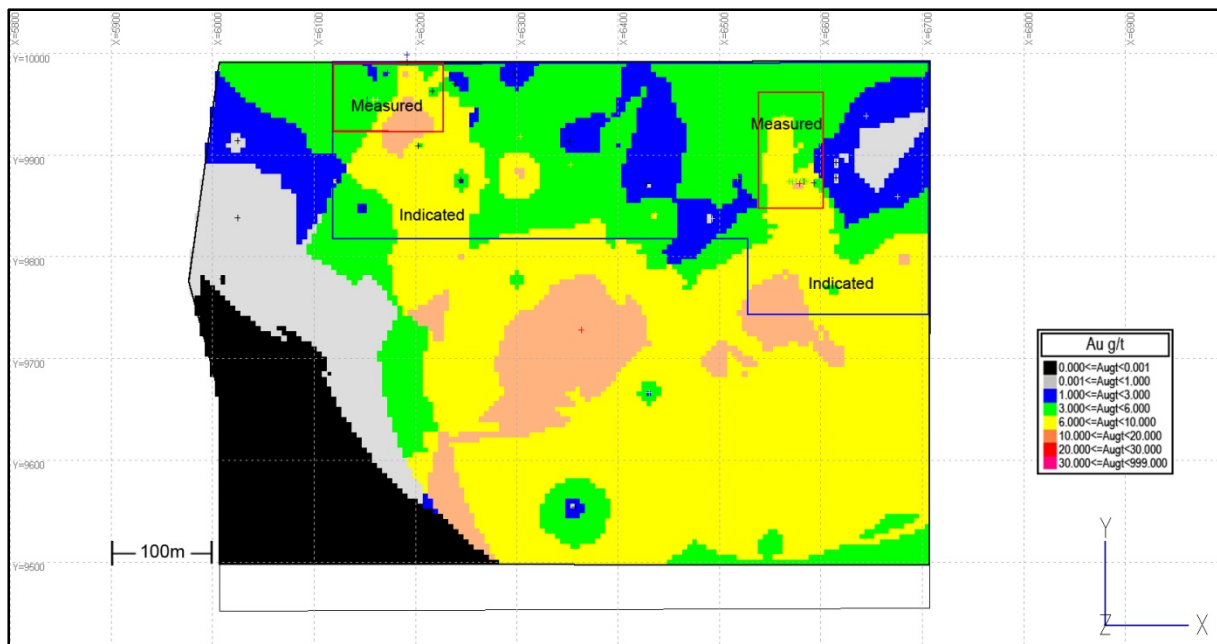 X=5800
X=5900
X=6000
X=6100
X=6200
X=6300
X=6400
X=6500
X=6600
X=6700
X=6800
X=6900
Y=10000
Measured
Measured
Y=9900
Indicated
Y=9800
Indicated
Y=9700
Au g/t
0.000<=Augt<0.001
0.001<=Augt<1.000
1.000<=Augt<3.000
3.000<=Augt<6.000
6.000<=Augt<10.000
10.000<=Augt<20.000
20.000<=Augt<30.000
30.000<=Augt<999.000
Y=9600
100m
Y=9500
Y
Z
X